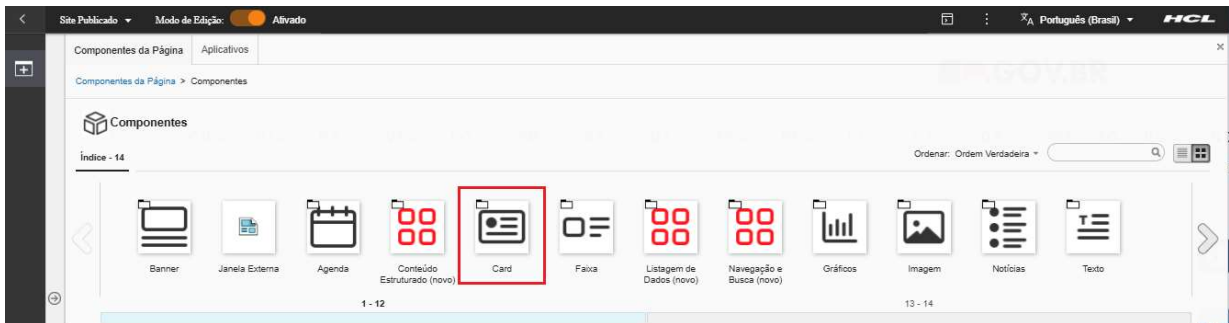 Site Publicado Modo de Edição: Ativado Português (Brasil) HCL
Componentes da Página Aplicativos
Componentes da Página > Componentes
Componentes
Índice - 14
Ordenar: Ordem Verdadeira
Banner Janela Externa Agenda Conteúdo Estruturado (novo) Card Faixa Listagem de Dados (novo) Navegação e Busca (novo) Gráficos Imagem Notícias Texto
1 - 12 13 - 14